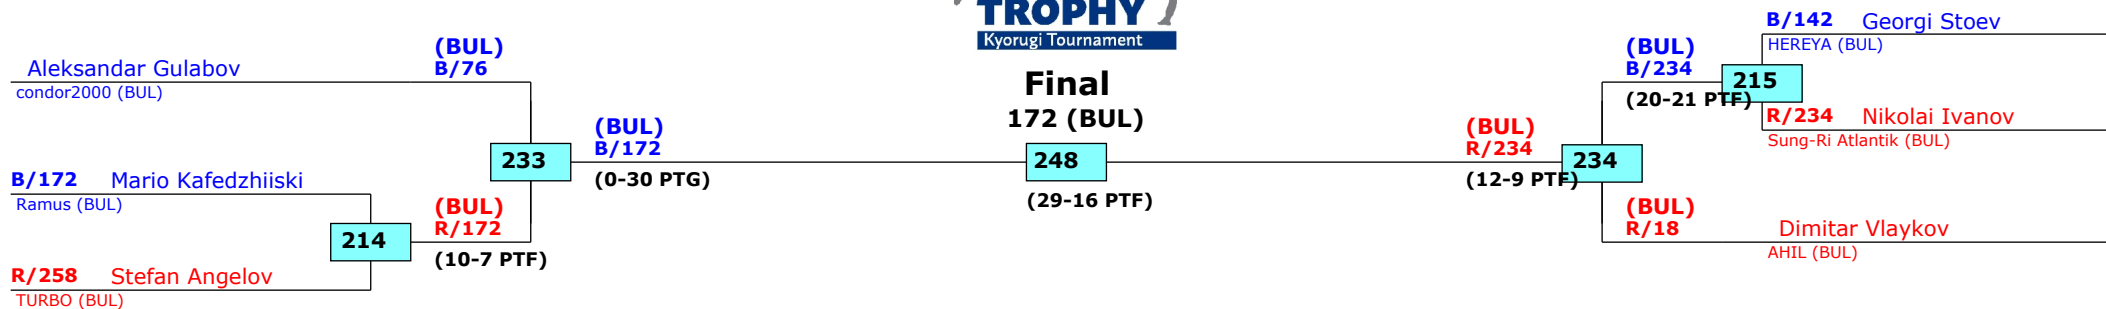 TROPHY
Kyorugi Tournament
Final
172 (BUL)
248
(29-16 PTF)
Aleksandar Gulabov
condor2000 (BUL)
(BUL)
B/76
B/172 Mario Kafedzhiiski
Ramus (BUL)
R/258 Stefan Angelov
TURBO (BUL)
214
(BUL)
R/172
(10-7 PTF)
233
(BUL)
B/172
(0-30 PTG)
(BUL)
R/234
(12-9 PTF)
234
(BUL)
B/234
(20-21 PTF)
215
B/142 Georgi Stoev
HEREYA (BUL)
R/234 Nikolai Ivanov
Sung-Ri Atlantik (BUL)
(BUL)
R/18
Dimitar Vlaykov
AHIL (BUL)